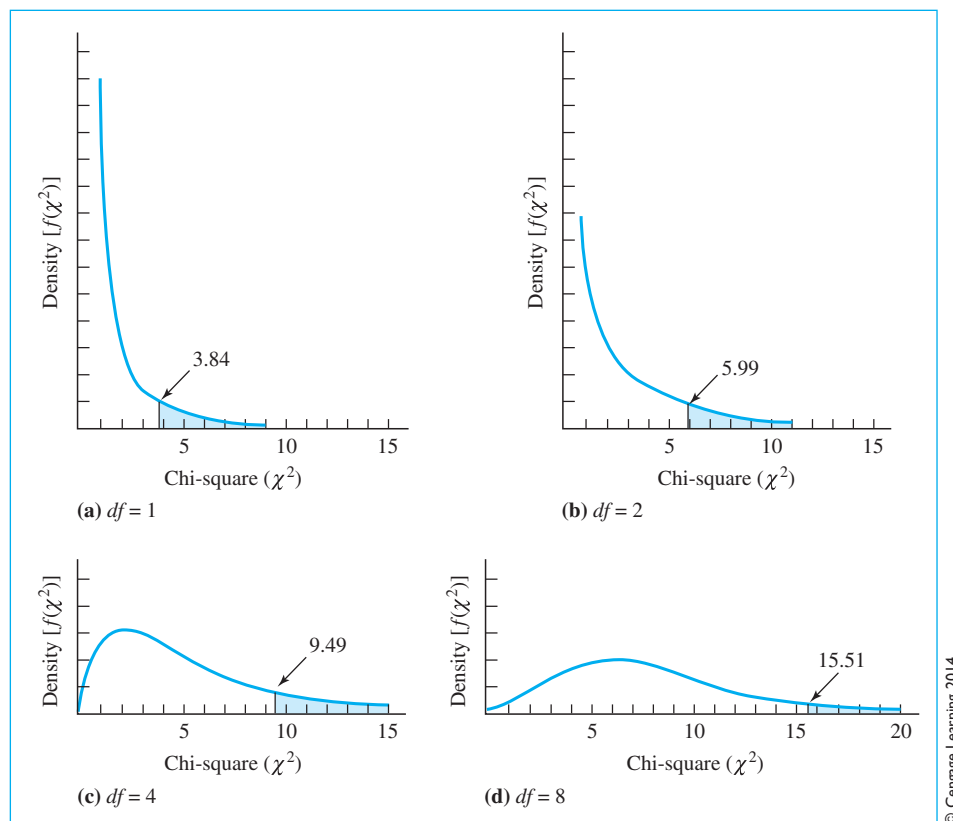 Density [f(χ²)]
3.84
5 10 15
Chi-square (χ²)
(a) df = 1
Density [f(χ²)]
5.99
5 10 15
Chi-square (χ²)
(b) df = 2
Density [f(χ²)]
9.49
5 10 15
Chi-square (χ²)
(c) df = 4
Density [f(χ²)]
15.51
5 10 15 20
Chi-square (χ²)
(d) df = 8
© Cengage Learning 2014